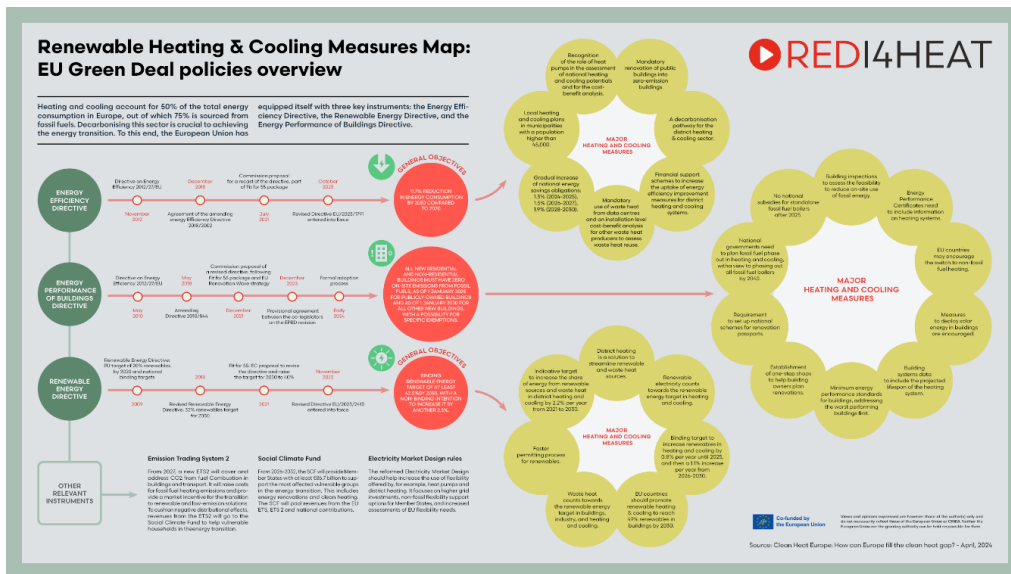 Renewable Heating & Cooling Measures Map:
EU Green Deal policies overview
REDI4HEAT
Heating and cooling account for 50% of the total energy
consumption in Europe, out of which 75% is sourced from
fossil fuels. Decarbonising this sector is crucial to achieving
the energy transition. To this end, the European Union has
equipped itself with three key instruments: the Energy Effi-
ciency Directive, the Renewable Energy Directive, and the
Energy Performance of Buildings Directive.
ENERGY
EFFICIENCY
DIRECTIVE
Directive on Energy
Efficiency 2012/27/EU
November
2012
December
2018
Agreement of the amending
energy Efficiency Directive
2018/2002
Commission proposal
for a recast of the directive, part
of Fit for 55 package
July
2021
October
2023
Revised Directive EU/2023/1791
entered into force
GENERAL OBJECTIVES
11.7% REDUCTION
IN ENERGY CONSUMPTION
BY 2030 COMPARED
TO 2020.
MAJOR
HEATING AND COOLING
MEASURES
Recognition
of the role of heat
pumps in the assessment
of national heating
and cooling potentials
and for the cost-
benefit analysis.
Mandatory
renovation of public
buildings into
zero-emission
buildings.
A decarbonisation
pathway for the
district heating
& cooling sector.
Financial support
schemes to increase
the uptake of energy
efficiency improvement
measures for district
heating and cooling
systems.
Mandatory
use of waste heat
from data centres
and an installation level
cost-benefit analysis
for other waste heat
producers to assess
waste heat reuse.
Gradual increase
of national energy
savings obligations:
1.3% (2024-2025),
1.5% (2026-2027),
1.9% (2028-2030).
Local heating
and cooling plans
in municipalities
with a population
higher than
45,000.
ENERGY
PERFORMANCE
OF BUILDINGS
DIRECTIVE
Directive on Energy
Efficiency 2012/27/EU
May
2010
May
2018
Amending
Directive 2018/844
Commission proposal of
a revised directive, following
Fit for 55 package and EU
Renovation Wave strategy
December
2021
December
2023
Provisional agreement
between the co-legislators
on the EPBD revision
Formal adoption
process
Early
2024
ALL NEW RESIDENTIAL
AND NON-RESIDENTIAL
BUILDINGS MUST HAVE ZERO
ON-SITE EMISSIONS FROM FOSSIL
FUELS, AS OF 1 JANUARY 2028
FOR PUBLICLY OWNED BUILDINGS
AND AS OF 1 JANUARY 2030 FOR
ALL OTHER NEW BUILDINGS,
WITH A POSSIBILITY FOR
SPECIFIC EXEMPTIONS.
MAJOR
HEATING AND COOLING
MEASURES
Building inspections
to assess the feasibility
to reduce on-site use
of fossil energy.
Energy
Performance
Certificates need
to include information
on heating systems
EU countries
may encourage
the switch to non-fossil
fuel heating.
Measures
to deploy solar
energy in buildings
are encouraged
Building
systems data
to include the projected
lifespan of the heating
system.
Minimum energy
performance standards
for buildings, addressing
the worst performing
buildings first.
Establishment
of one-stop shops
to help building
owners plan
renovations.
Requirement
to set up national
schemes for renovation
passports.
National
governments need
to plan fossil fuel phase
out in heating and cooling,
with a view to phasing out
all fossil fuel boilers
by 2040.
No national
subsidies for standalone
fossil fuel boilers
after 2025.
RENEWABLE
ENERGY
DIRECTIVE
Renewable Energy Directive:
EU target of 20% renewables
by 2020 and national
binding targets
2009
2018
Revised Renewable Energy
Directive: 32% renewables target
for 2030
Fit for 55: EC proposal to revise
the directive and raise
the target for 2030 to 40%
2021
November
2023
Revised Directive EU/2023/2413
entered into force
GENERAL OBJECTIVES
BINDING
RENEWABLE ENERGY
TARGET OF AT LEAST
42.5% BY 2030, WITH A
NON-BINDING INTENTION
TO INCREASE IT BY
ANOTHER 2.5%.
MAJOR
HEATING AND COOLING
MEASURES
District heating
is a solution to
streamline renewable
and waste heat
sources.
Renewable
electricity counts
towards the renewable
energy target in heating
and cooling.
Binding target to
increase renewables in
heating and cooling by
0.8% per year until 2025,
and then a 1.1% increase
per year from
2026-2030.
EU countries
should promote
renewable heating
& cooling to reach
49% renewables in
buildings by 2030.
Waste heat
counts towards
the renewable energy
target in buildings,
industry, and heating
and cooling.
Foster
permitting process
for renewables.
Indicative target
to increase the share
of energy from renewable
sources and waste heat
in district heating
and cooling by 2.2% per year
from 2021 to 2030.
OTHER
RELEVANT
INSTRUMENTS
Emission Trading System 2
From 2027, a new ETS2 will cover and
address CO2 from fuel Combustion in
buildings and transport. It will raise costs
for fossil fuel heating emissions and pro-
vide a market incentive for the transition
to renewable and low-emission solutions.
To cushion negative distributional effects,
revenues from the ETS2 will go to the
Social Climate Fund to help vulnerable
households in the energy transition.
Social Climate Fund
From 2026-2032, the SCF will provide Mem-
ber States with at least €86.7 billion to sup-
port the most affected vulnerable groups
in the energy transition. This includes
energy renovations and clean heating.
The SCF will pool revenues from the EU
ETS, ETS 2 and national contributions.
Electricity Market Design rules
The reformed Electricity Market Design
should help increase the use of flexibility
offered by, for example, heat pumps and
district heating. It focuses on higher grid
investments, non fossil flexibility support
options for Member States, and increased
assessments of EU flexibility needs.
Co-funded by
the European Union
Views and opinions expressed are however those of the author(s) only and
do not necessarily reflect those of the European Union or CINEA. Neither the
European Union nor the granting authority can be held responsible for them.
Source: Clean Heat Europe: How can Europe fill the clean heat gap? - April, 2024